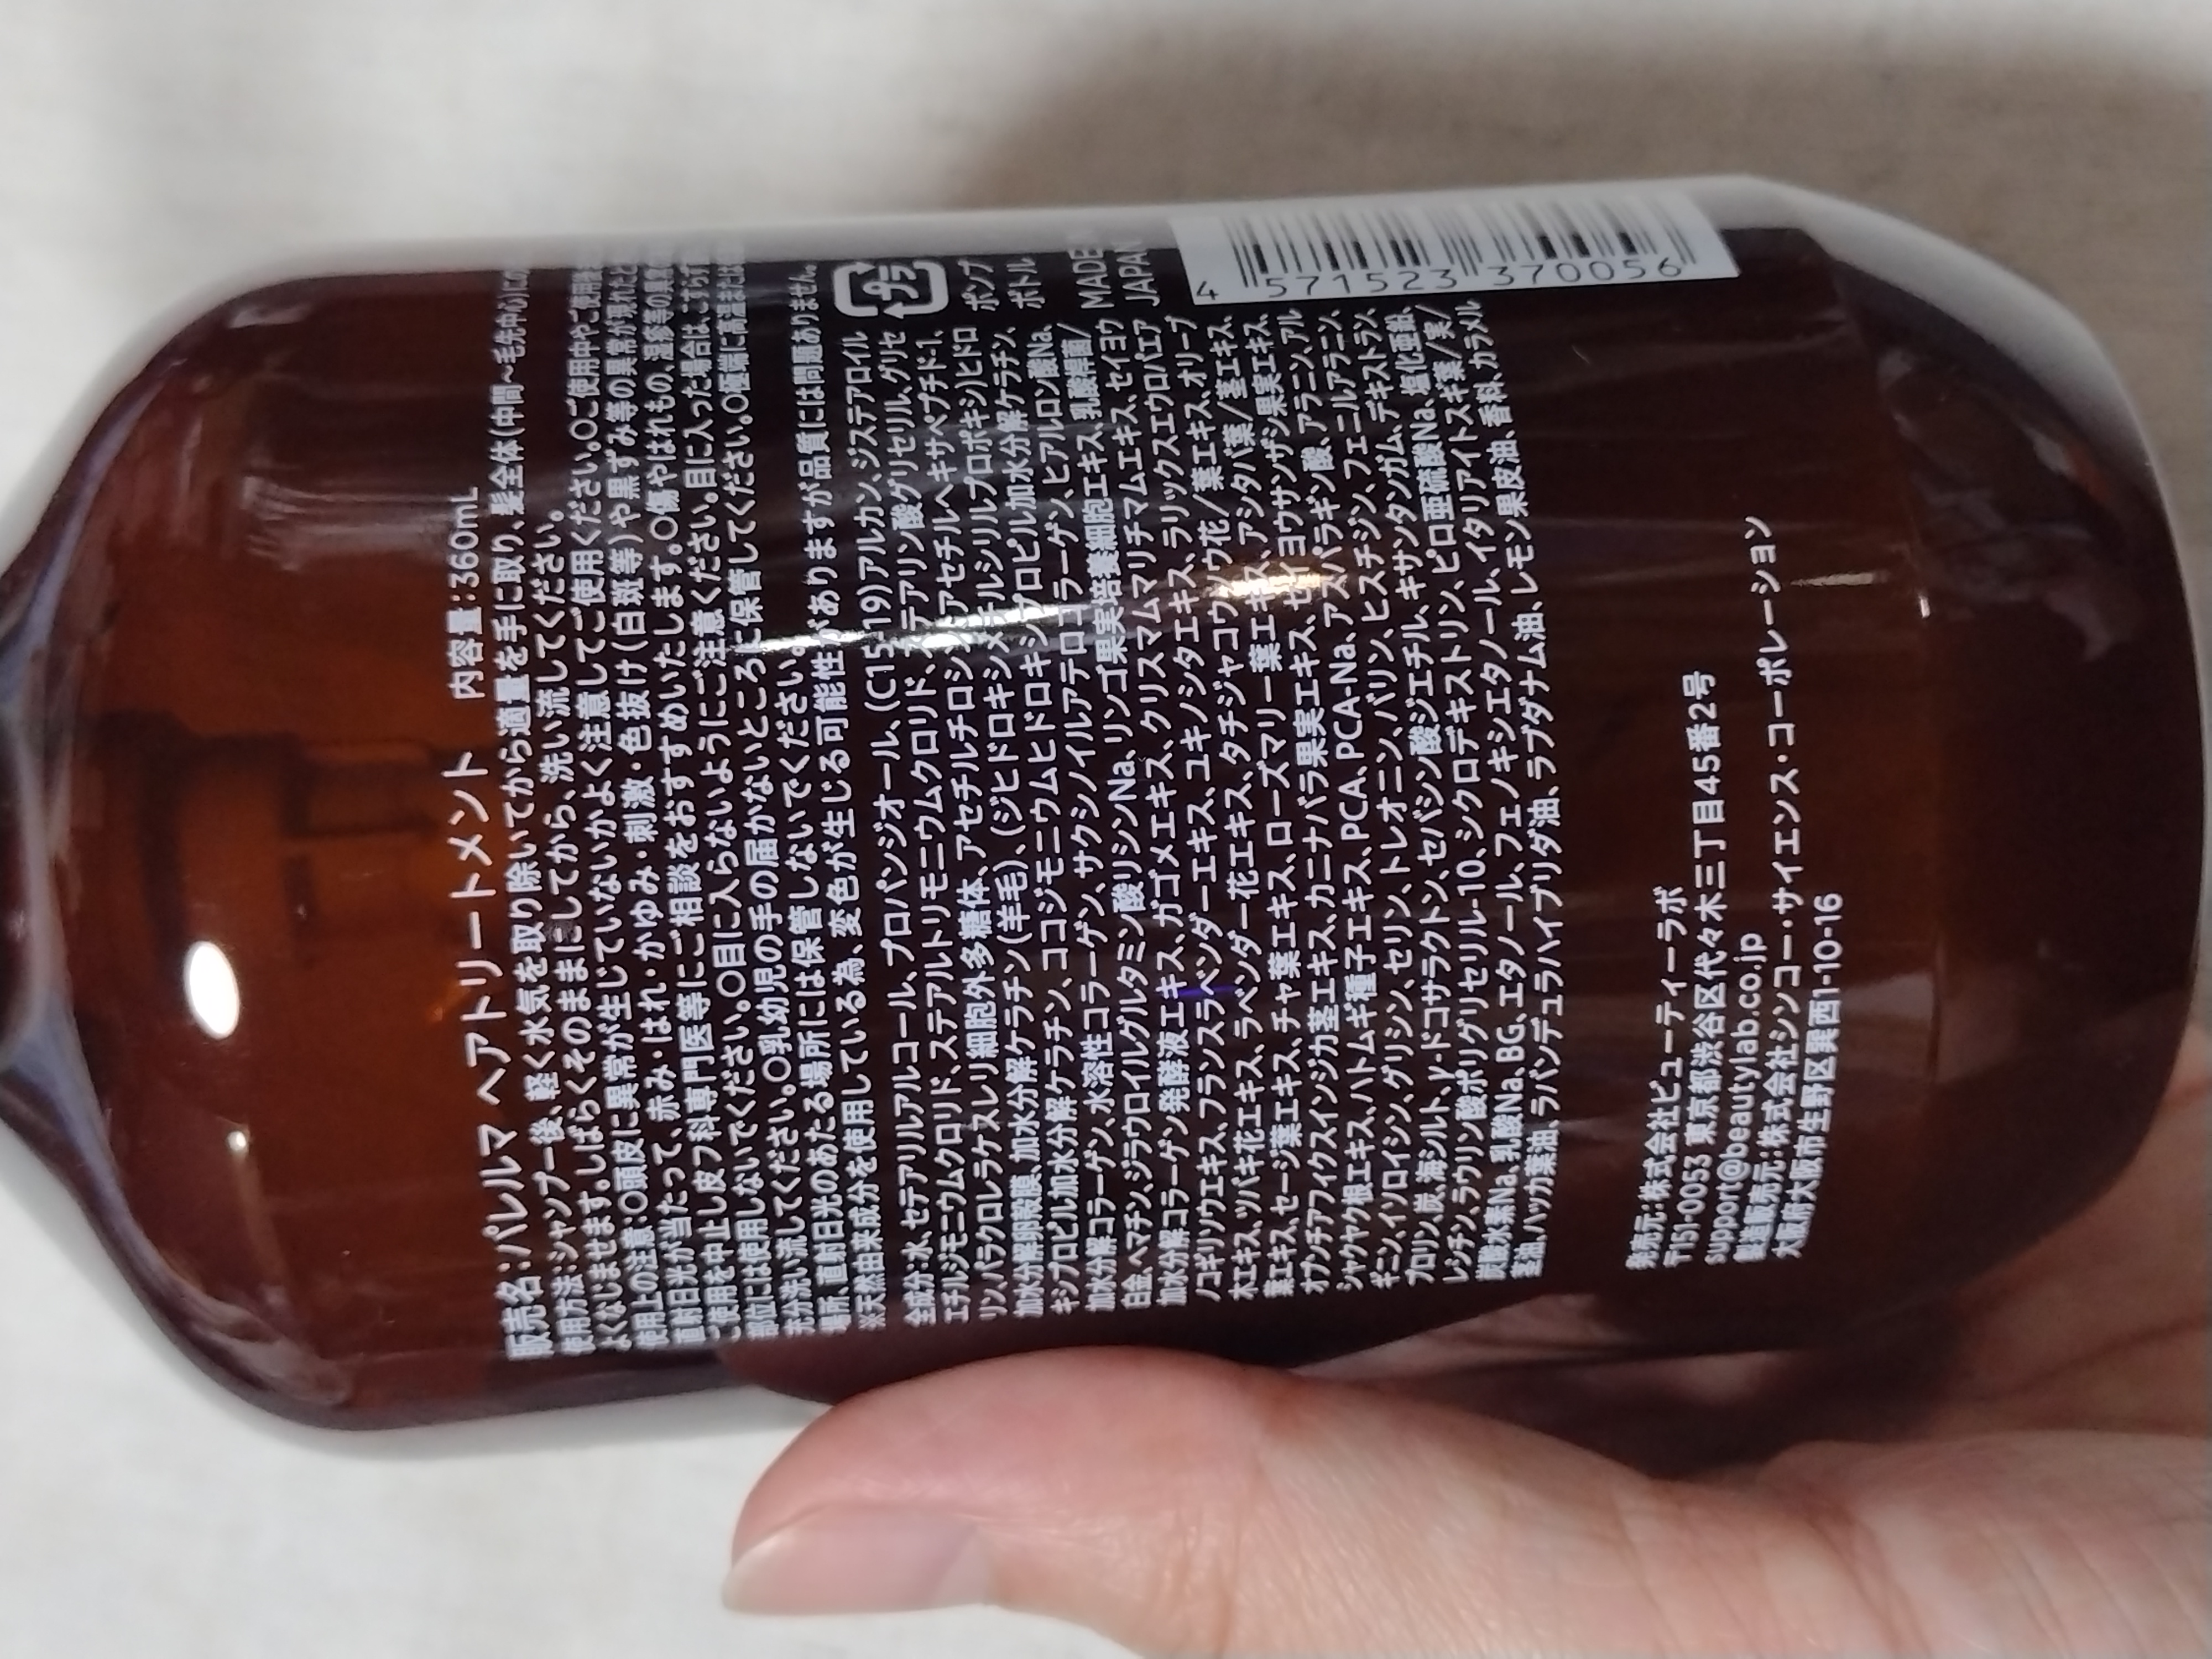 販売名:パレルマ ヘアトリートメント 内容量:360mL
使用方法:シャンプー後、軽く水気を取り除いてから適量を手に取り、髪全体(中間～毛先中心)に
よくなじませます。しばらくそのままにしてから、洗い流してください。
使用上の注意:〇頭皮に異常が生じていないかよく注意してご使用ください。〇ご使用中やご使用後
直射日光が当たって、赤み・はれ・かゆみ・刺激・色抜け(白斑等)や黒ずみ等の異常が現れたと
ご使用を中止し皮フ科専門医等にご相談をおすすめいたします。〇傷やはれもの、湿疹等の異常
部位には使用しないでください。〇目に入らないようにご注意ください。目に入った場合は、こすらず
充分洗い流してください。〇乳幼児の手の届かないところに保管してください。〇極端に高温または
場所、直射日光のあたる場所には保管しないでください。
※天然由来成分を使用している為、変色が生じる可能性がありますが品質には問題ありません。
全成分:水、セテアリルアルコール、プロパンジオール、(C15-19)アルカン、ジステアロイル
エチルジモニウムクロリド、ステアルトリモニウムクロリド、ステアリン酸グリセリル、グリセ
リン、パラクロレラケスレリ細胞外多糖体、アセチルチロシン、アセチルヘキサペプチド-1、
加水分解卵殻膜、加水分解ケラチン(羊毛)、(ジヒドロキシメチルシリルプロポキシ)ヒドロ
キシプロピル加水分解ケラチン、ココジモニウムヒドロキシプロピル加水分解ケラチン、
加水分解コラーゲン、水溶性コラーゲン、サクシノイルアテロコラーゲン、ヒアルロン酸Na、
白金、ヘマチン、ジラウロイルグルタミン酸リシンNa、リンゴ果実培養細胞エキス、乳酸桿菌/
加水分解コラーゲン発酵液エキス、ガゴメエキス、クリスマムマリチマムエキス、セイヨウ
ノコギリソウエキス、フランスラベンダーエキス、ユキノシタエキス、ラリックスエウロパエア
木エキス、ツバキ花エキス、ラベンダー花エキス、タチジャコウソウ花/葉エキス、オリーブ
葉エキス、セージ葉エキス、チャ葉エキス、ローズマリー葉エキス、アシタバ葉/茎エキス、
オプンチアフィクスインジカ茎エキス、カニナバラ果実エキス、セイヨウサンザシ果実エキス、
シャクヤク根エキス、ハトムギ種子エキス、PCA、PCA-Na、アスパラギン酸、アラニン、アル
ギニン、イソロイシン、グリシン、セリン、トレオニン、バリン、ヒスチジン、フェニルアラニン、
プロリン、炭、海シルト、γ-ドコサラクトン、セバシン酸ジエチル、キサンタンガム、デキストラン
レシチン、ラウリン酸ポリグリセリル-10、シクロデキストリン、ピロ亜硫酸Na、塩化亜鉛、
炭酸水素Na、乳酸Na、BG、エタノール、フェノキシエタノール、イタリアイトスギ葉/実/
茎油、ハッカ葉油、ラバンデュラハイブリダ油、ラブダナム油、レモン果皮油、香料、カラメル
プラ
ポンプ
ボトル
MADE
JAPAN
4 571523 370056
発売元:株式会社ビューティーラボ
〒151-0053 東京都渋谷区代々木三丁目45番2号
support@beautylab.co.jp
製造販売元:株式会社シンコー・サイエンス・コーポレーション
大阪府大阪市生野区巽西1-10-16